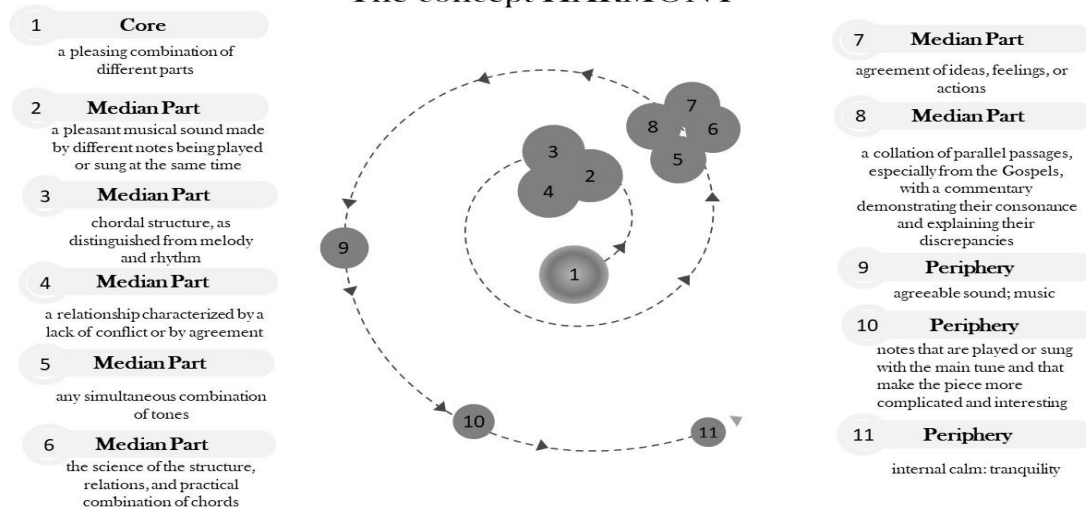 The concept HARMONY
1 Core
a pleasing combination of
different parts
2 Median Part
a pleasant musical sound made
by different notes being played
or sung at the same time
3 Median Part
chordal structure, as
distinguished from melody
and rhythm
4 Median Part
a relationship characterized by a
lack of conflict or by agreement
5 Median Part
any simultaneous combination
of tones
6 Median Part
the science of the structure,
relations, and practical
combination of chords
7
8 6
3 5
2
4
1
9
10
11
7 Median Part
agreement of ideas, feelings, or
actions
8 Median Part
a collation of parallel passages,
especially from the Gospels,
with a commentary
demonstrating their consonance
and explaining their
discrepancies
9 Periphery
agreeable sound; music
10 Periphery
notes that are played or sung
with the main tune and that
make the piece more
complicated and interesting
11 Periphery
internal calm: tranquility